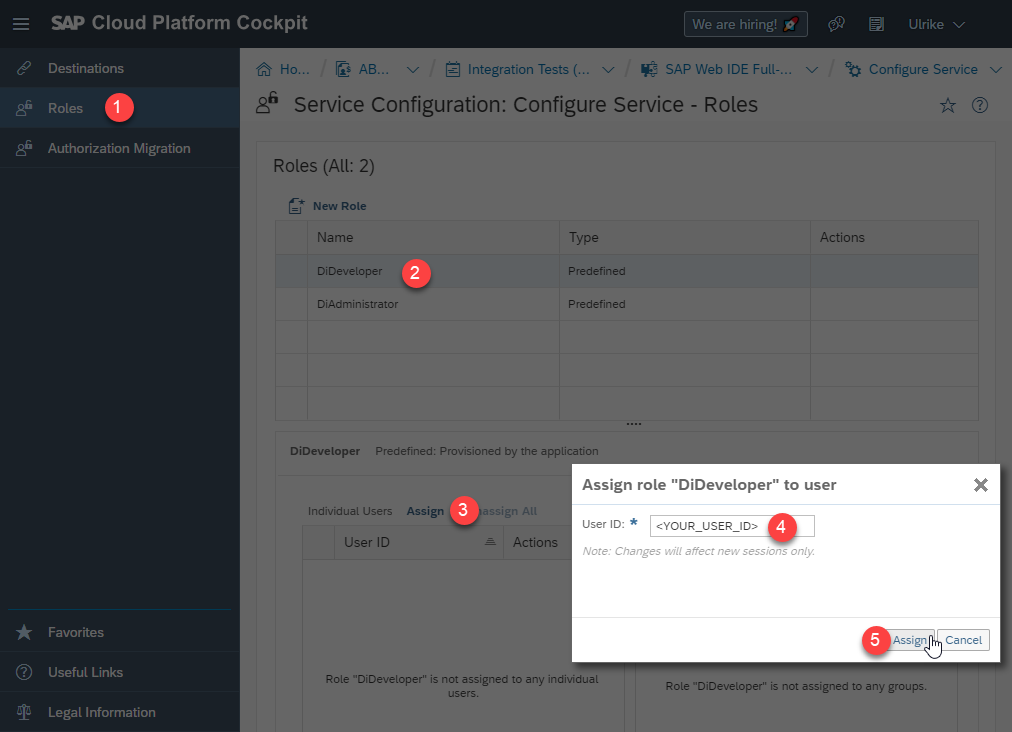 SAP Cloud Platform Cockpit
We are hiring!
Ulrike
Destinations
Roles
1
Authorization Migration
Favorites
Useful Links
Legal Information
Ho... / AB... / Integration Tests (... / SAP Web IDE Full-... / Configure Service
Service Configuration: Configure Service - Roles
Roles (All: 2)
New Role
Name Type Actions
DiDeveloper 2 Predefined
DiAdministrator Predefined
DiDeveloper Predefined: Provisioned by the application
Individual Users Assign 3 assign All
User ID Actions
Role "DiDeveloper" is not assigned to any individual
users.
Role "DiDeveloper" is not assigned to any groups.
Assign role "DiDeveloper" to user
User ID: * <YOUR_USER_ID> 4
Note: Changes will affect new sessions only.
5 Assign Cancel